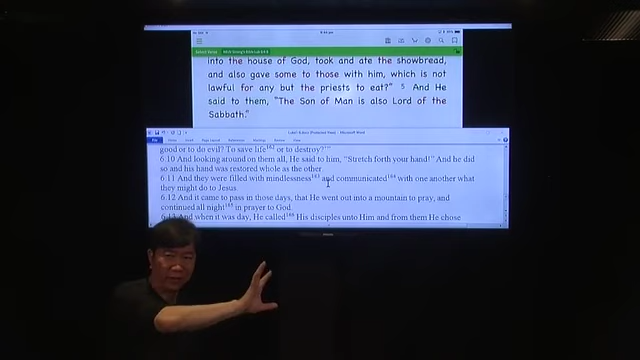 into the house of God, took and ate the showbread,
and also gave some to those with him, which is not
lawful for any but the priests to eat?" 5 And He
said to them, "The Son of Man is also Lord of the
Sabbath."
good or to do evil? To save life or to destroy?'"
6:10 And looking around on them all, He said to him, "Stretch forth your hand!" And he did
so and his hand was restored whole as the other.
6:11 And they were filled with mindlessness and communicated with one another what
they might do to Jesus.
6:12 And it came to pass in those days, that He went out into a mountain to pray, and
continued all night in prayer to God.
6:13 And when it was day, He called His disciples unto Him and from them He chose